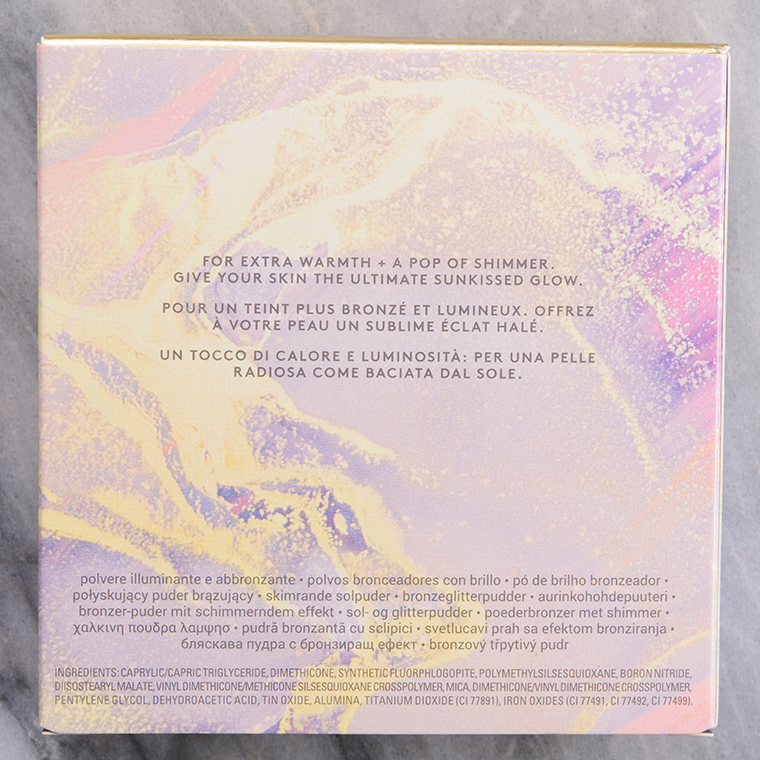 FOR EXTRA WARMTH + A POP OF SHIMMER.
GIVE YOUR SKIN THE ULTIMATE SUNKISSED GLOW.
POUR UN TEINT PLUS BRONZÉ ET LUMINEUX. OFFREZ
À VOTRE PEAU UN SUBLIME ÉCLAT HALÉ.
UN TOCCO DI CALORE E LUMINOSITÀ: PER UNA PELLE
RADIOSA COME BACIATA DAL SOLE.
polvere illuminante e abbronzante • polvos bronceadores con brillo • pó de brilho bronzeador •
połyskujący puder brązujący • skimrande solpuder • bronzeglitterpudder • aurinkohohdepuuteri •
bronzer-puder mit schimmerndem effekt • sol- og glitterpudder • poederbronzer met shimmer •
χαλκινη πουδρα λαμψησ • pudră bronzantă cu sclipici • svetlucavi prah sa efektom bronziranja •
бляскава пудра с бронзиращ ефект • bronzový třpytivý pudr
INGREDIENTS: CAPRYLIC/CAPRIC TRIGLYCERIDE, DIMETHICONE, SYNTHETIC FLUORPHLOGOPITE, POLYMETHYLSILSESQUIOXANE, BORON NITRIDE,
DIISOSTEARYL MALATE, VINYL DIMETHICONE/METHICONE SILSESQUIOXANE CROSSPOLYMER, MICA, DIMETHICONE/VINYL DIMETHICONE CROSSPOLYMER,
PENTYLENE GLYCOL, DEHYDROACETIC ACID, TIN OXIDE, ALUMINA, TITANIUM DIOXIDE (CI 77891), IRON OXIDES (CI 77491, CI 77492, CI 77499).